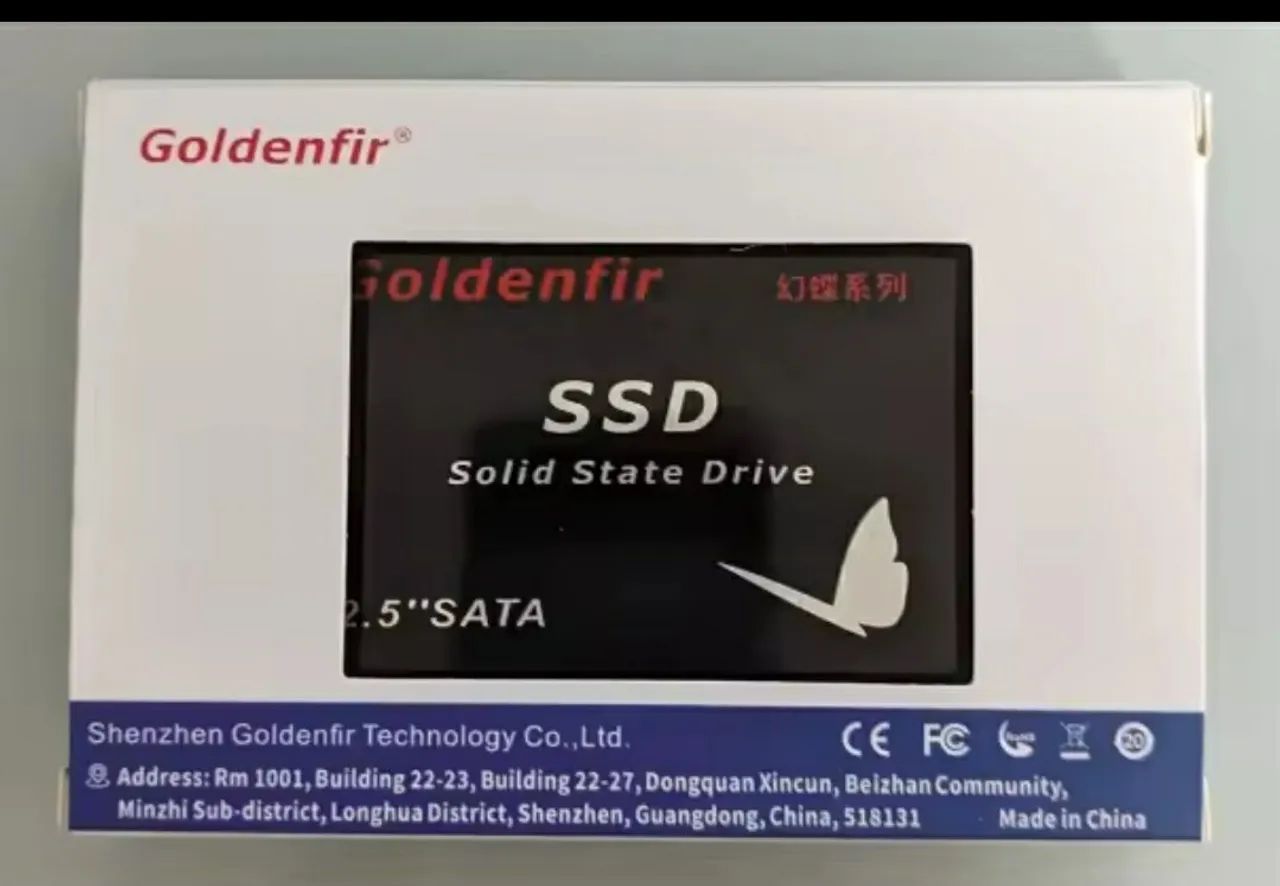 Goldenfir®
Goldenfir 幻蝶系列
SSD
Solid State Drive
2.5"SATA
Shenzhen Goldenfir Technology Co.,Ltd. CE FC RoHS 20
Address: Rm 1001, Building 22-23, Building 22-27, Dongquan Xincun, Beizhan Community,
Minzhi Sub-district, Longhua District, Shenzhen, Guangdong, China, 518131 Made in China